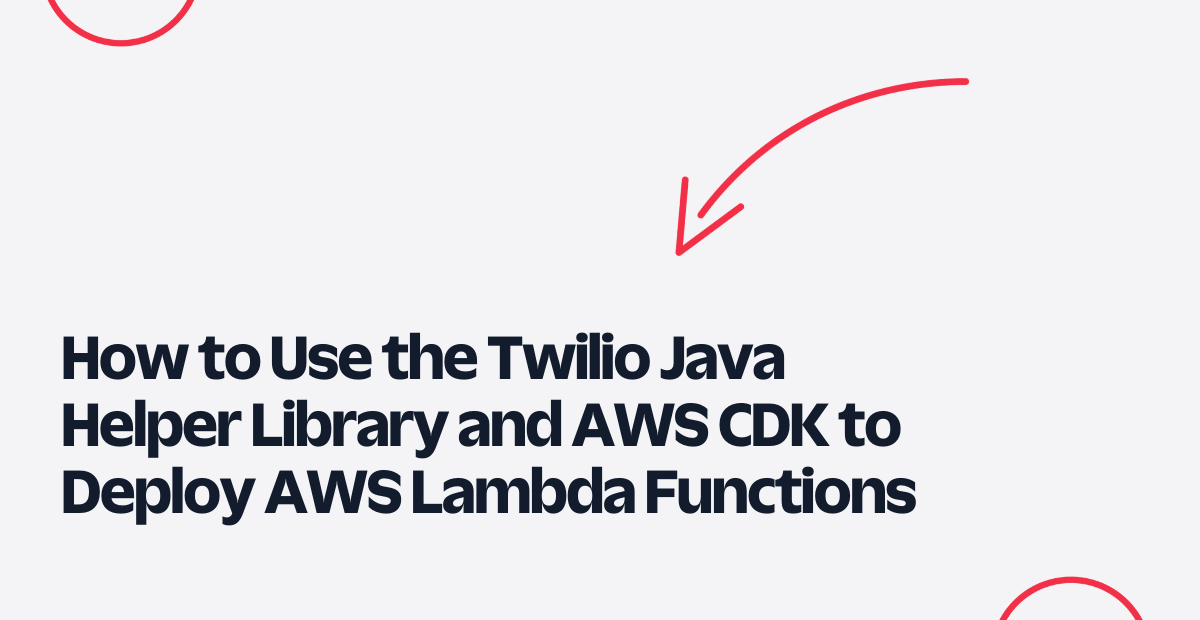 How to Use the Twilio Java
Helper Library and AWS CDK to
Deploy AWS Lambda Functions